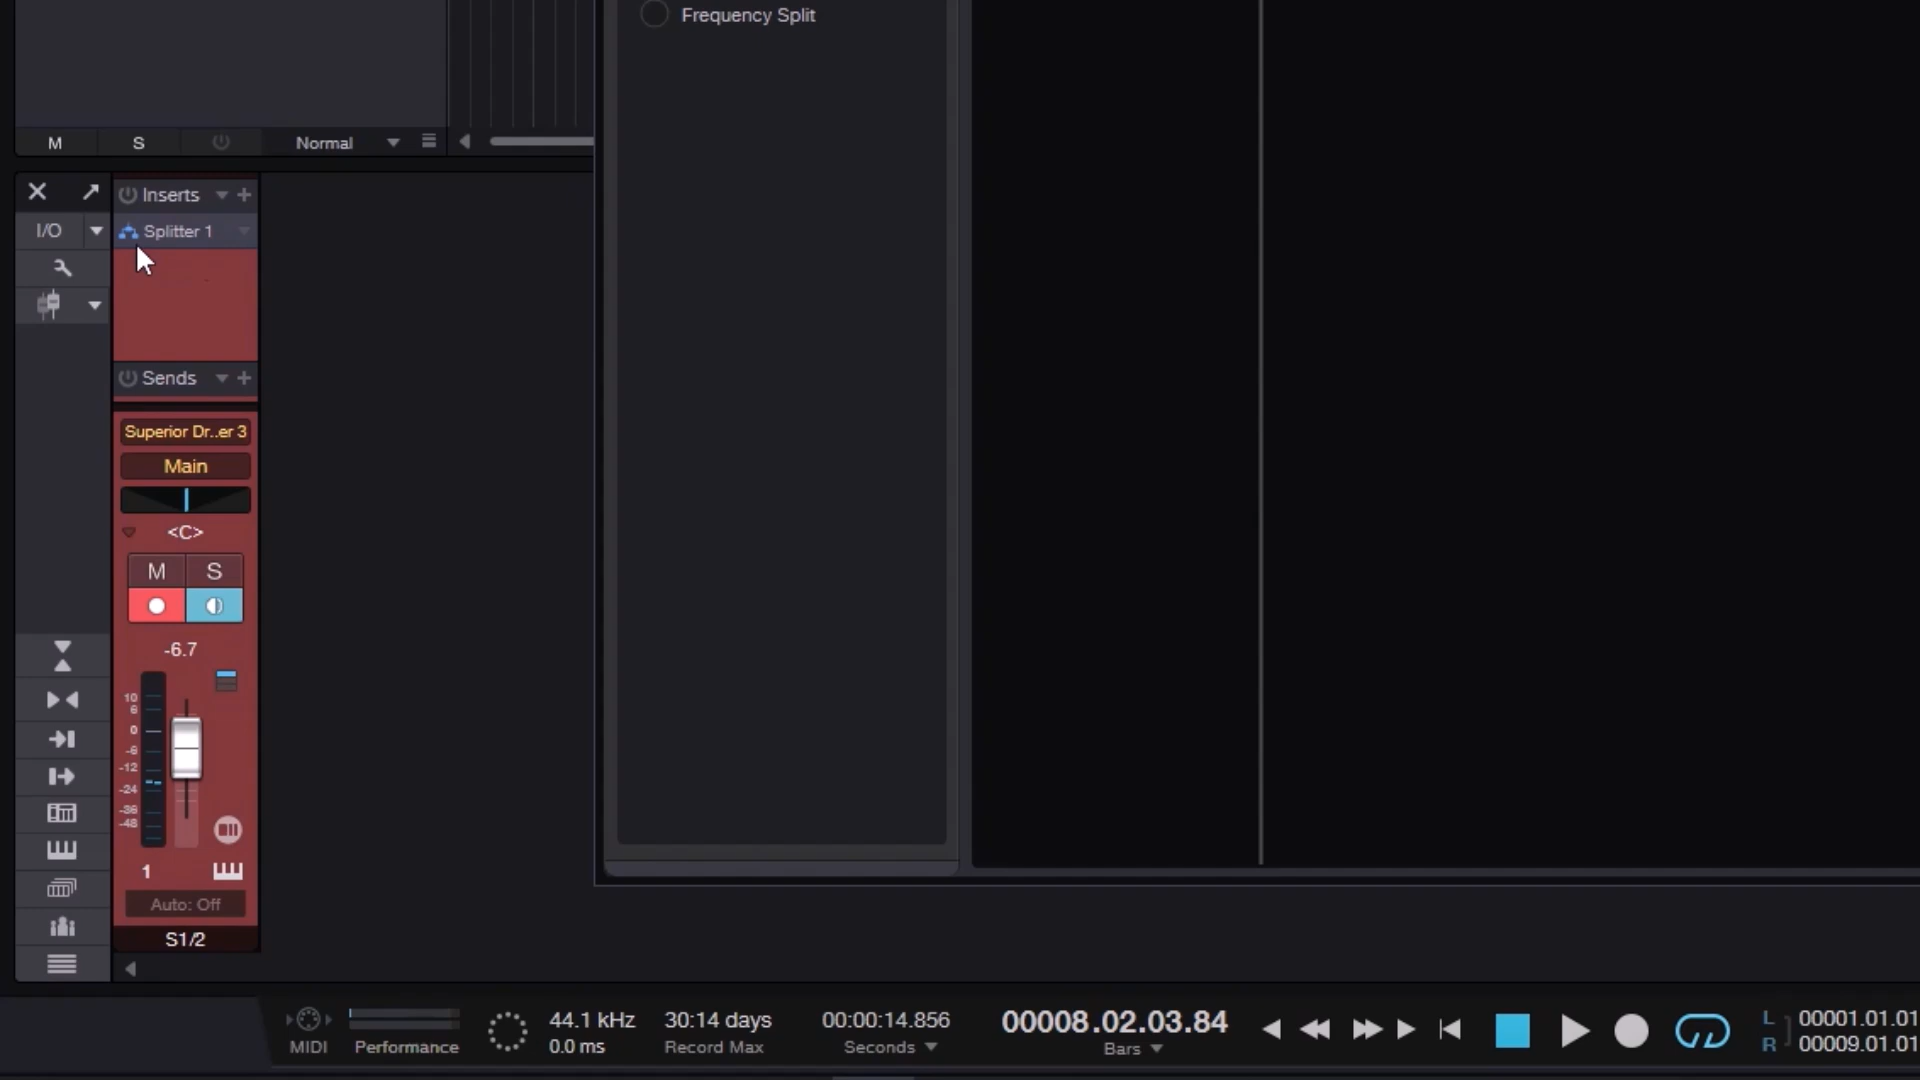 Frequency Split
M S Normal
Inserts
I/O Splitter 1
Sends
Superior Dr..er 3
Main
<C>
M S
-6.7
10
6
0
-6
-12
-24
-36
-48
1
Auto: Off
S1/2
44.1 kHz 30:14 days 00:00:14.856 00008.02.03.84 L 00001.01.01
MIDI Performance 0.0 ms Record Max Seconds Bars R 00009.01.01